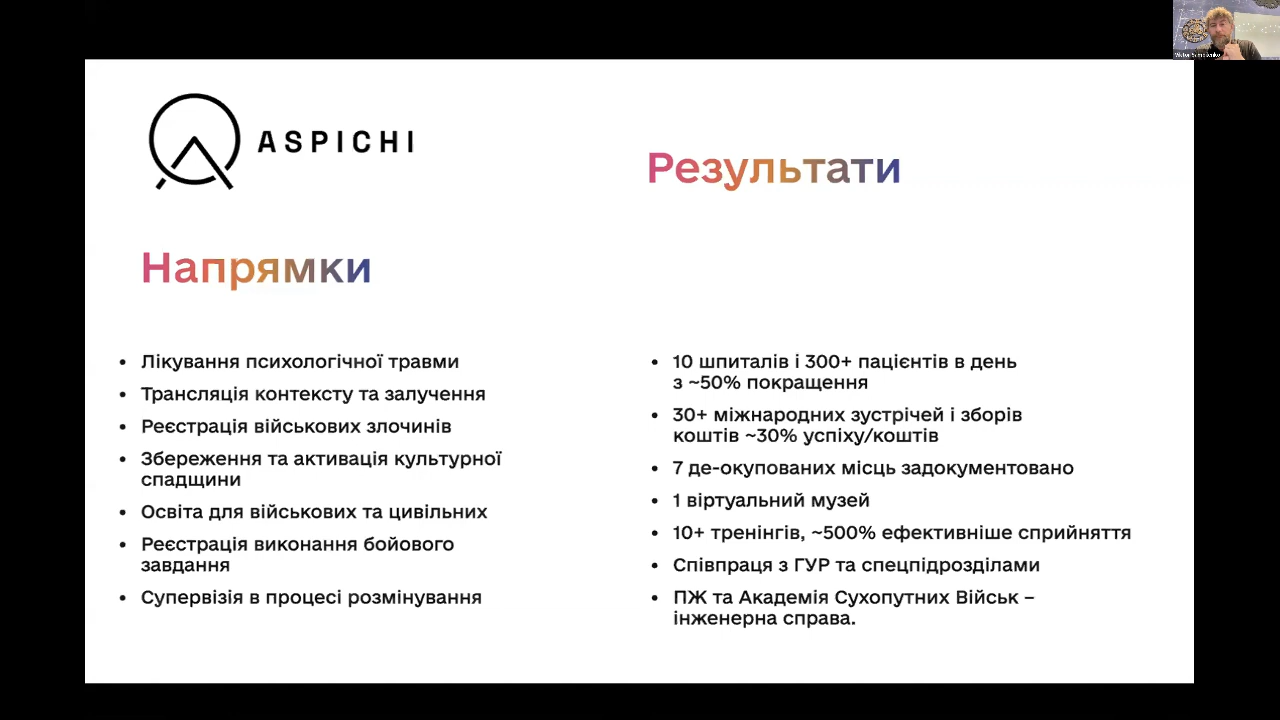 ASPICHI
Результати
Напрямки
• Лікування психологічної травми
• Трансляція контексту та залучення
• Реєстрація військових злочинів
• Збереження та активація культурної
спадщини
• Освіта для військових та цивільних
• Реєстрація виконання бойового
завдання
• Супервізія в процесі розмінування
• 10 шпиталів і 300+ пацієнтів в день
з ~50% покращення
• 30+ міжнародних зустрічей і зборів
коштів ~30% успіху/коштів
• 7 де-окупованих місць задокументовано
• 1 віртуальний музей
• 10+ тренінгів, ~500% ефективніше сприйняття
• Співпраця з ГУР та спецпідрозділами
• ПЖ та Академія Сухопутних Військ –
інженерна справа.